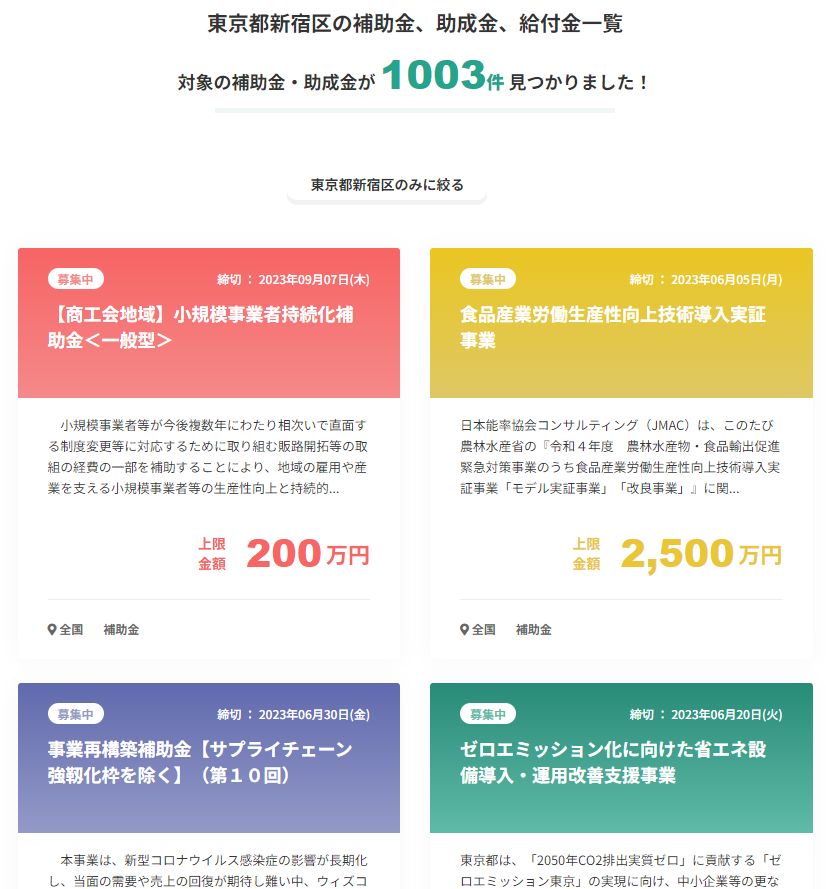 東京都新宿区の補助金、助成金、給付金一覧
対象の補助金・助成金が 1003件 見つかりました！
東京都新宿区のみに絞る
募集中 締切 ： 2023年09月07日(木)
【商工会地域】小規模事業者持続化補
助金＜一般型＞
小規模事業者等が今後複数年にわたり相次いで直面す
る制度変更等に対応するために取り組む販路開拓等の取
組の経費の一部を補助することにより、地域の雇用や産
業を支える小規模事業者等の生産性向上と持続的...
上限
金額
200 万円
全国 補助金
募集中 締切 ： 2023年06月05日(月)
食品産業労働生産性向上技術導入実証
事業
日本能率協会コンサルティング（JMAC）は、このたび
農林水産省の『令和４年度　農林水産物・食品輸出促進
緊急対策事業のうち食品産業労働生産性向上技術導入実
証事業「モデル実証事業」「改良事業」』に関...
上限
金額
2,500 万円
全国 補助金
募集中 締切 ： 2023年06月30日(金)
事業再構築補助金【サプライチェーン
強靱化枠を除く】（第１０回）
本事業は、新型コロナウイルス感染症の影響が長期化
し、当面の需要や売上の回復が期待し難い中、ウィズコ
募集中 締切 ： 2023年06月20日(火)
ゼロエミッション化に向けた省エネ設
備導入・運用改善支援事業
東京都は、「2050年CO2排出実質ゼロ」に貢献する「ゼ
ロエミッション東京」の実現に向け、中小企業等の更な